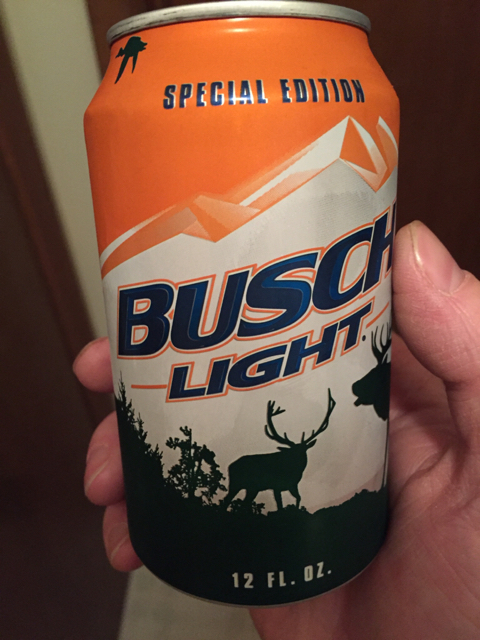 SPECIAL EDITION
BUSCH
LIGHT.
12 FL. OZ.